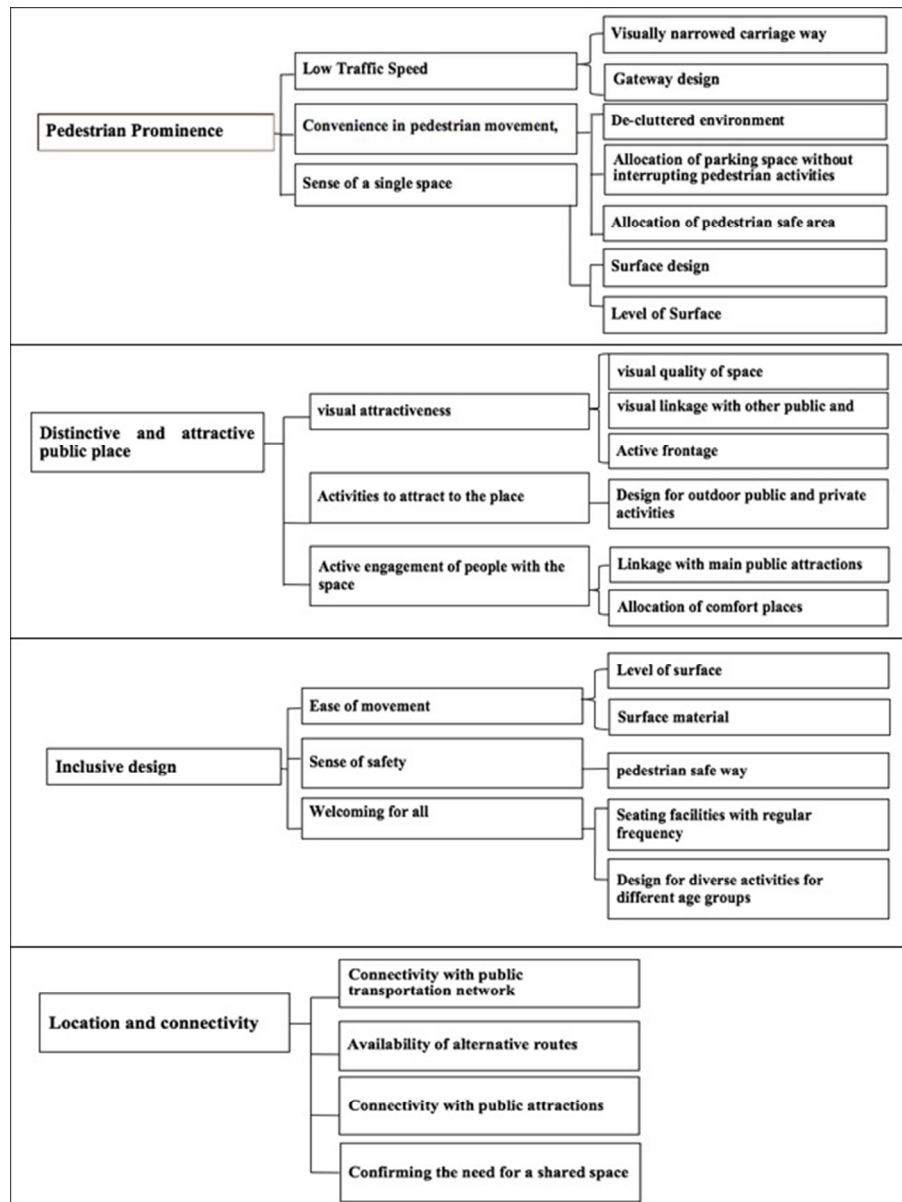 Pedestrian Prominence
Low Traffic Speed
Visually narrowed carriage way
Gateway design
Convenience in pedestrian movement,
De-cluttered environment
Allocation of parking space without
interrupting pedestrian activities
Allocation of pedestrian safe area
Sense of a single space
Surface design
Level of Surface
Distinctive and attractive
public place
visual attractiveness
visual quality of space
visual linkage with other public and
Active frontage
Activities to attract to the place
Design for outdoor public and private
activities
Active engagement of people with the
space
Linkage with main public attractions
Allocation of comfort places
Inclusive design
Ease of movement
Level of surface
Surface material
Sense of safety
pedestrian safe way
Welcoming for all
Seating facilities with regular
frequency
Design for diverse activities for
different age groups
Location and connectivity
Connectivity with public
transportation network
Availability of alternative routes
Connectivity with public attractions
Confirming the need for a shared space